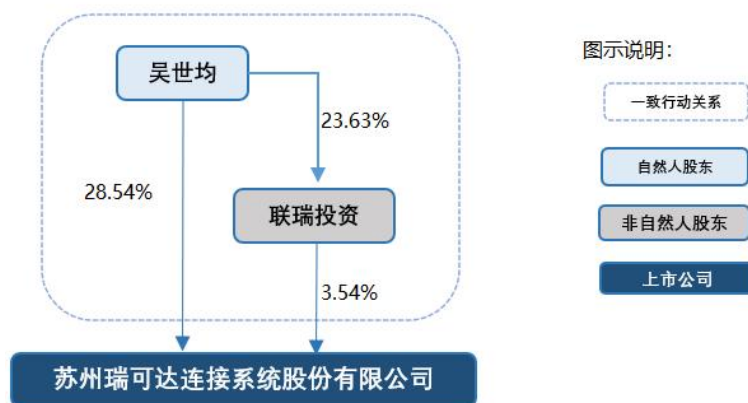 吴世均
23.63%
28.54%
联瑞投资
3.54%
苏州瑞可达连接系统股份有限公司
图示说明：
一致行动关系
自然人股东
非自然人股东
上市公司